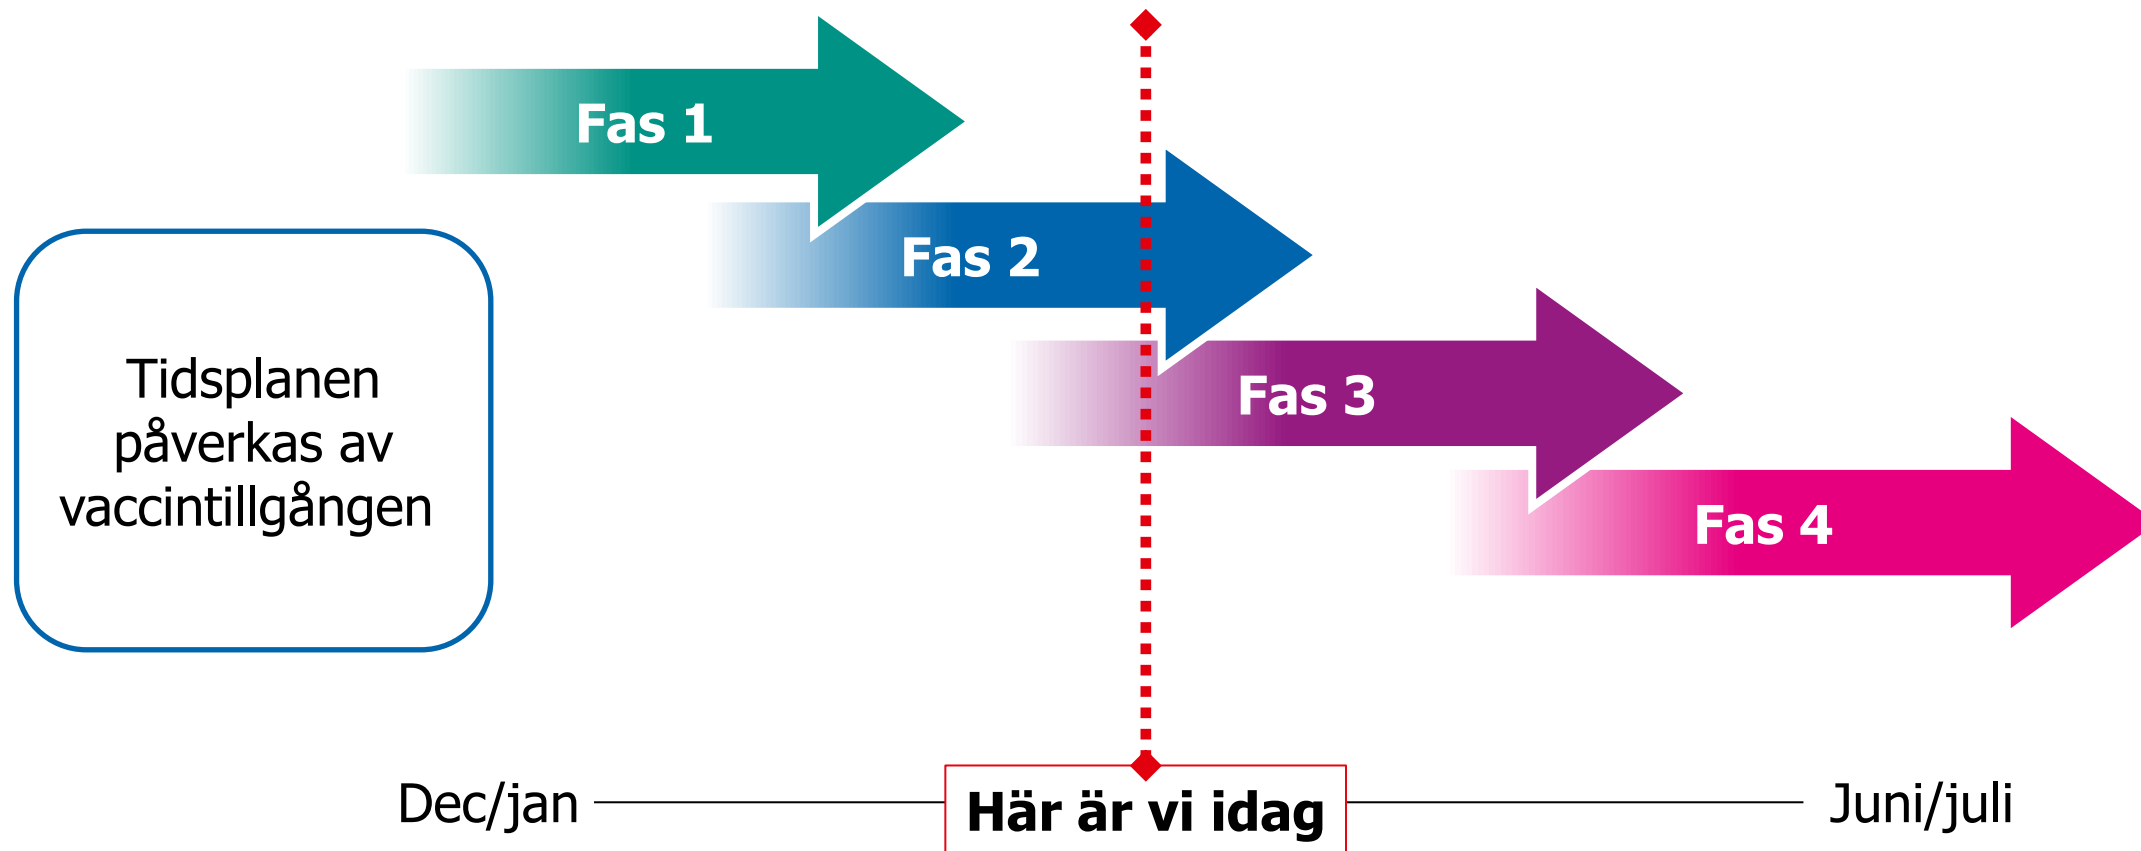 Fas 1
Fas 2
Fas 3
Fas 4
Tidsplanen
påverkas av
vaccintillgången
Dec/jan
Här är vi idag
Juni/juli